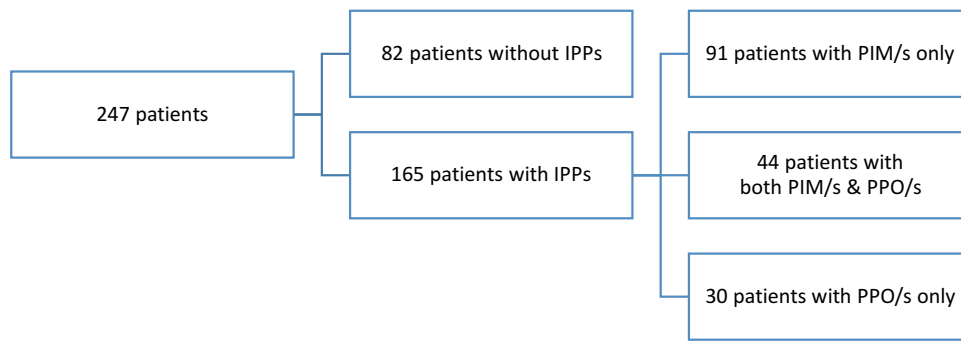 82 patients without IPPs
91 patients with PIM/s only
247 patients
165 patients with IPPs
44 patients with
both PIM/s & PPO/s
30 patients with PPO/s only